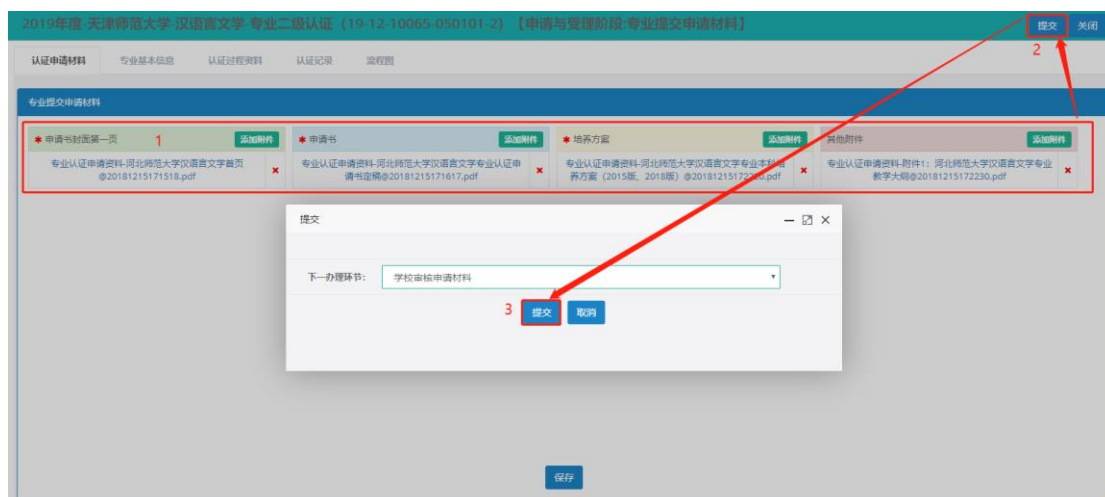 2019年度-天津师范大学-汉语言文学-专业二级认证（19-12-10065-050101-2）【申请与受理阶段:专业提交申请材料】
提交 关闭
2
认证申请材料 专业基本信息 认证过程资料 认证记录 流程图
专业提交申请材料
* 申请书封面第一页 1 添加附件 * 申请书 添加附件 * 培养方案 添加附件 其他附件 添加附件
专业认证申请资料-河北师范大学汉语言文学首页
@20181215171518.pdf
专业认证申请资料-河北师范大学汉语言文学专业认证申
请书定稿@20181215171617.pdf
专业认证申请资料-河北师范大学汉语言文学专业本科培
养方案（2015版、2018版）@20181215172220.pdf
专业认证申请资料-附件1：河北师范大学汉语言文学专业
教学大纲@20181215172230.pdf
提交
下一办理环节： 学校审核申请材料
3 提交 取消
保存